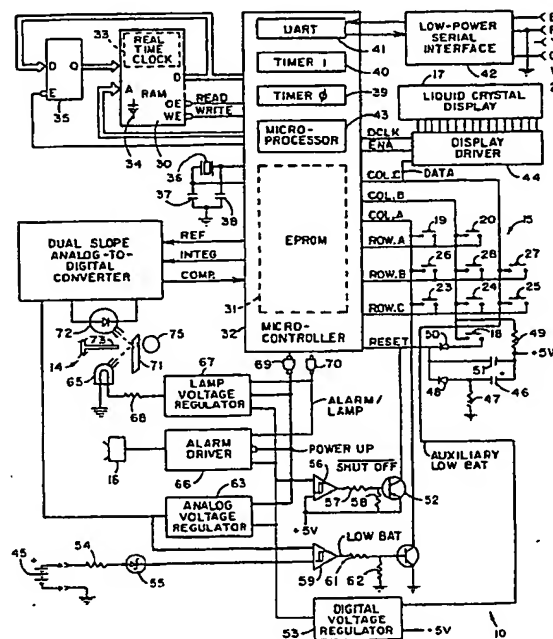 UART
41
LOW-POWER
SERIAL
INTERFACE
42
33
REAL
TIME
CLOCK
D
Q
E
35
RAM
A
D
OE
WE
34
30
READ
WRITE
TIMER 1
40
TIMER Ø
39
MICRO-
PROCESSOR
43
17
LIQUID CRYSTAL
DISPLAY
DCLK
ENA
DISPLAY
DRIVER
44
DATA
36
37
38
COL.C
COL.B
COL.A
19
20
15
ROW.A
26
28
27
ROW.B
23
24
25
ROW.C
EPROM
31
32
MICRO-
CONTROLLER
REF
INTEG
COMP.
DUAL SLOPE
ANALOG-TO-
DIGITAL
CONVERTER
RESET
18
50
49
+5V
51
48
47
46
72
73
75
14
71
65
67
69
70
LAMP
VOLTAGE
REGULATOR
68
ALARM/
LAMP
AUXILIARY
LOW BAT
16
ALARM
DRIVER
66
POWER UP
56
SHUT OFF
57
58
52
+5V
63
ANALOG
VOLTAGE
REGULATOR
45
+
54
55
59
LOW BAT
61
62
DIGITAL
VOLTAGE
REGULATOR
53
+5V
10